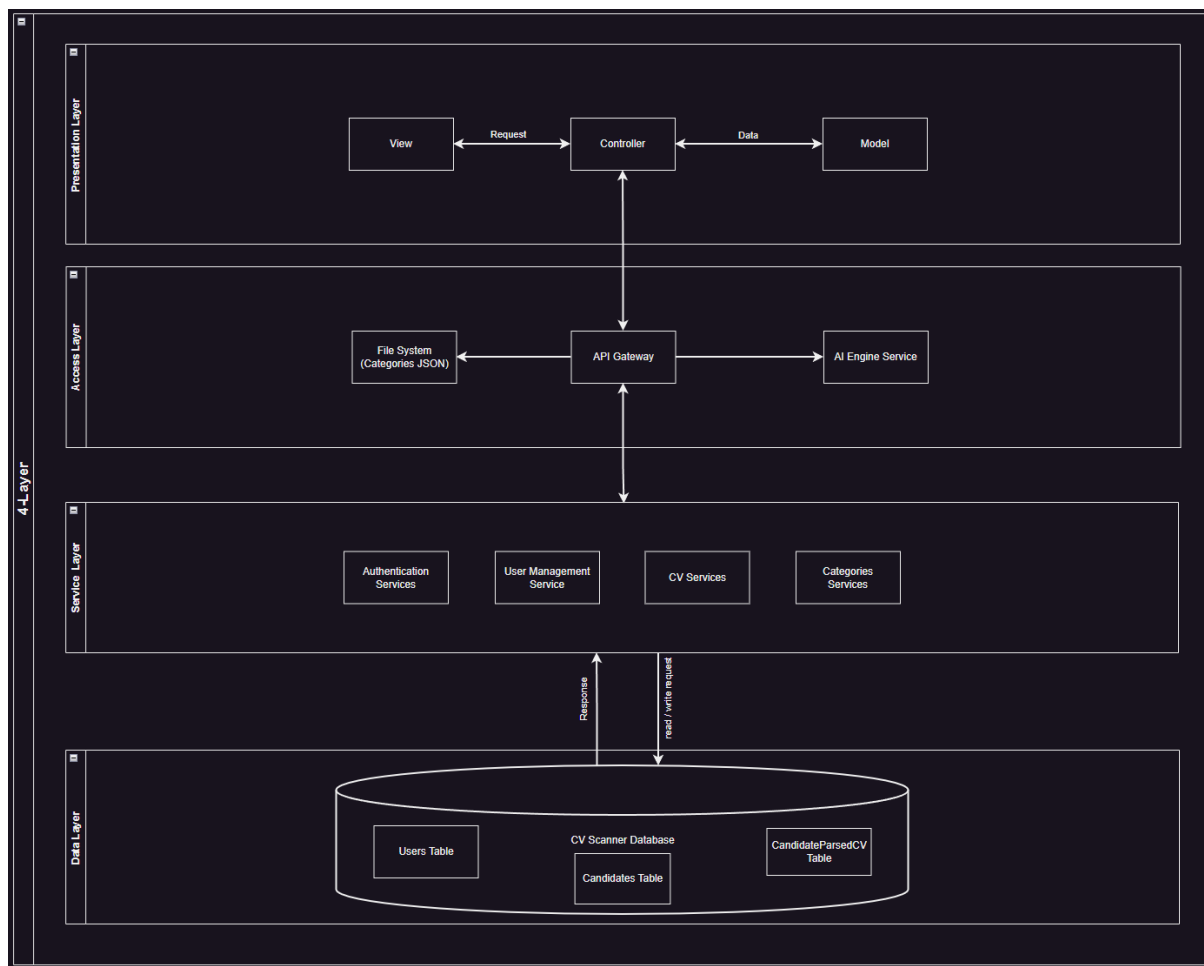 4-Layer
Presentation Layer
View
Request
Controller
Data
Model
Access Layer
File System
(Categories JSON)
API Gateway
AI Engine Service
Service Layer
Authentication
Services
User Management
Service
CV Services
Categories
Services
Response
read / write request
Data Layer
CV Scanner Database
Users Table
Candidates Table
CandidateParsedCV
Table